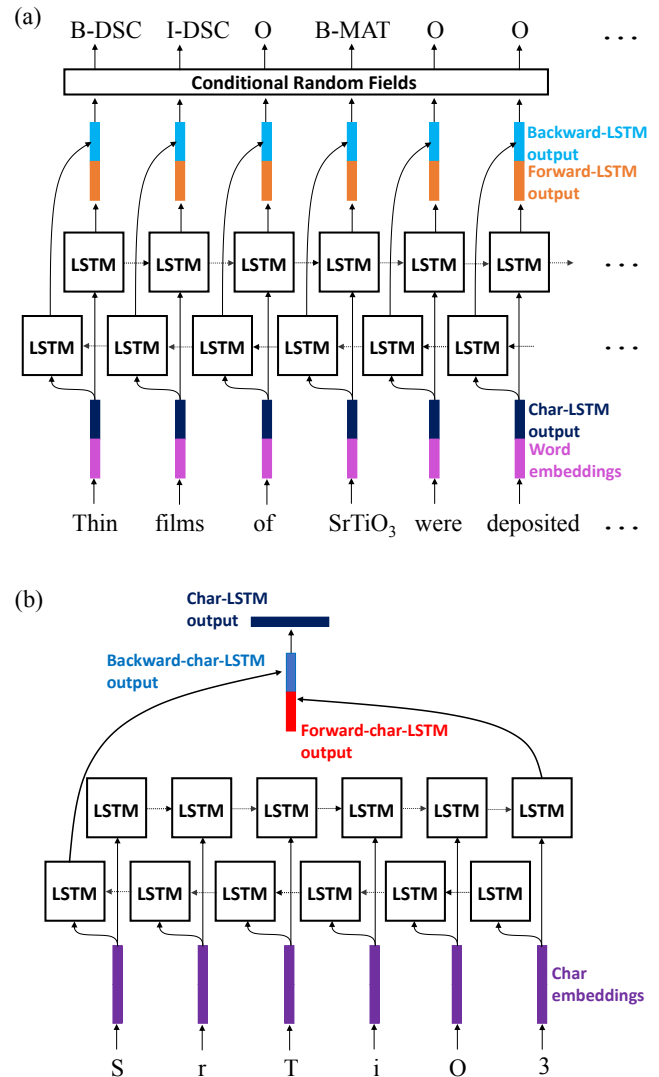 (a)
B-DSC I-DSC O B-MAT O O ...
Conditional Random Fields
Backward-LSTM
output
Forward-LSTM
output
LSTM LSTM LSTM LSTM LSTM LSTM ...
LSTM LSTM LSTM LSTM LSTM LSTM ...
Char-LSTM
output
Word
embeddings
Thin films of SrTiO₃ were deposited ...
(b)
Char-LSTM
output
Backward-char-LSTM
output
Forward-char-LSTM
output
LSTM LSTM LSTM LSTM LSTM LSTM
LSTM LSTM LSTM LSTM LSTM LSTM
Char
embeddings
S r T i O 3